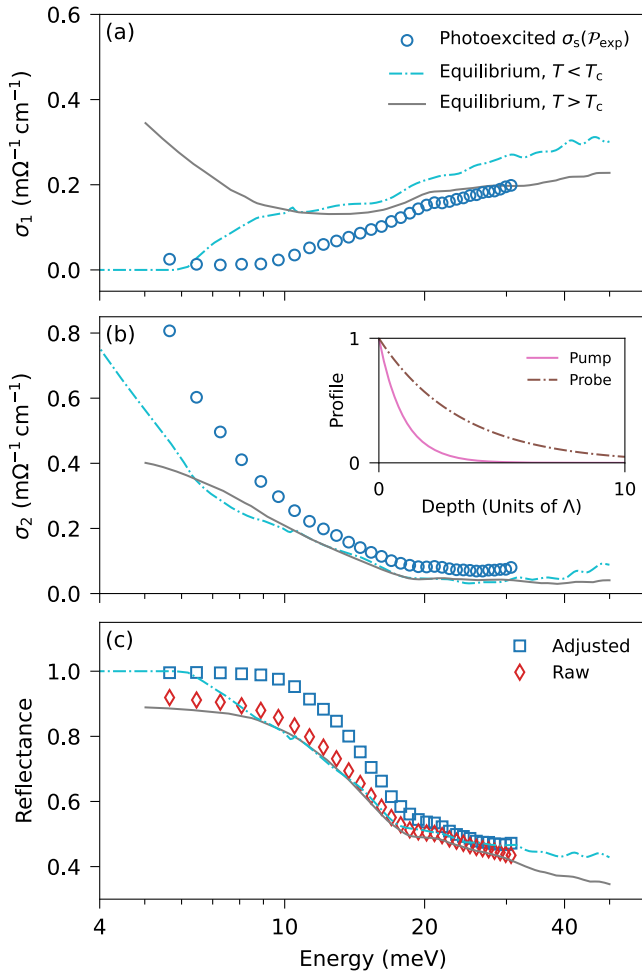 (a)
Photoexcited σs(𝒫exp)
Equilibrium, T < Tc
Equilibrium, T > Tc
σ1 (mΩ−1 cm−1)
0.6
0.4
0.2
0.0
(b)
σ2 (mΩ−1 cm−1)
0.8
0.6
0.4
0.2
0.0
Pump
Probe
Profile
1
0
0
10
Depth (Units of Λ)
(c)
Adjusted
Raw
Reflectance
1.0
0.8
0.6
0.4
4
10
20
40
Energy (meV)